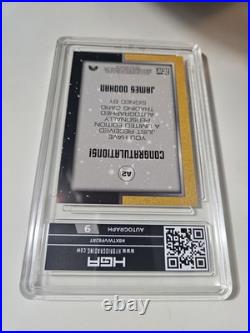 A2
CONGRATULATIONS!
YOU HAVE
JUST RECEIVED
A LIMITED EDITION
PERSONALLY
AUTOGRAPHED
TRADING CARD
SIGNED BY
JAMES DOOHAN
HGA
WWW.HYBRIDGRADING.COM
AUTOGRAPH
9